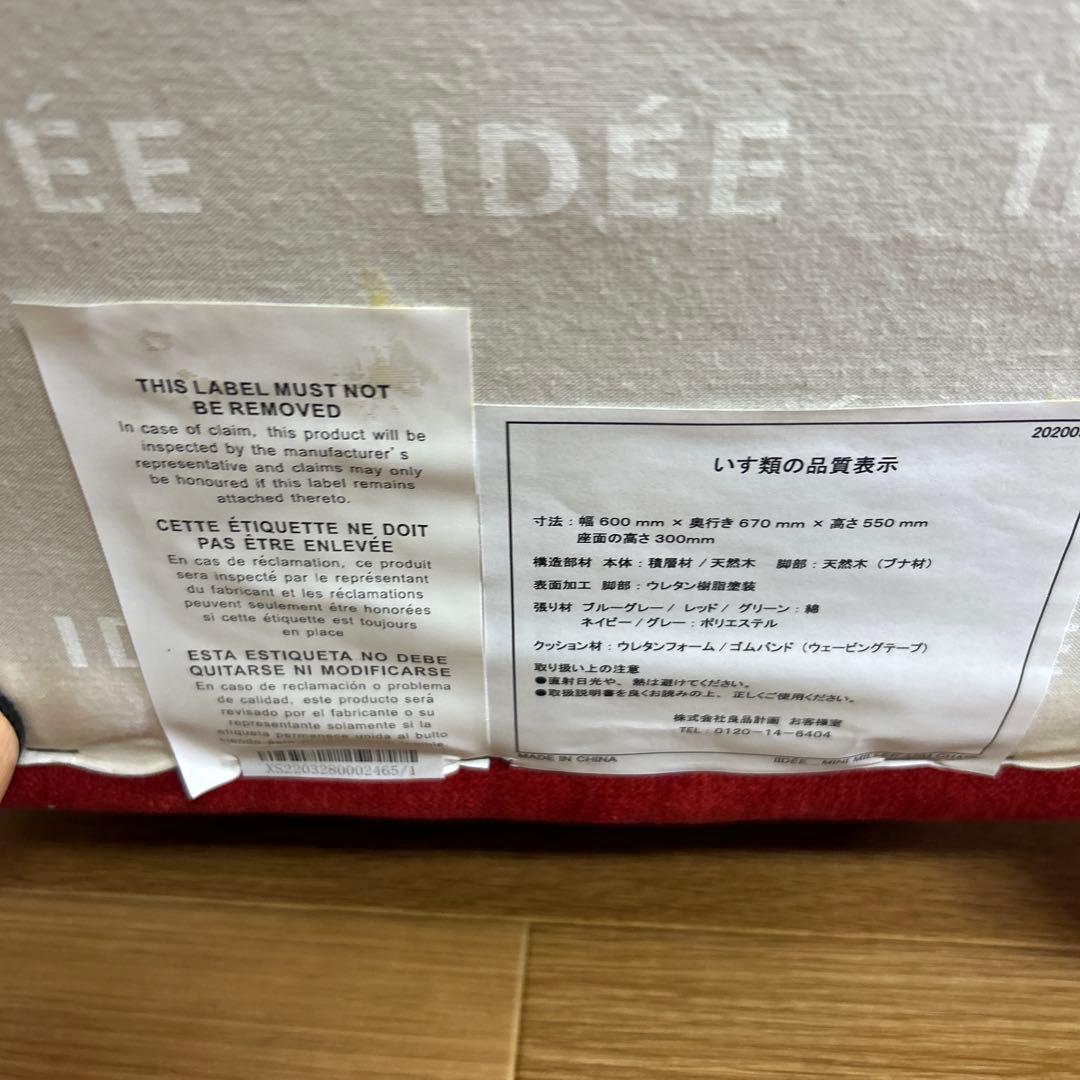 ÉE IDÉE
THIS LABEL MUST NOT
BE REMOVED
In case of claim, this product will be
inspected by the manufacturer's
representative and claims may only
be honoured if this label remains
attached thereto.
CETTE ÉTIQUETTE NE DOIT
PAS ÉTRE ENLEVÉE
En cas de réclamation, ce produit
sera inspecté par le représentant
du fabricant et les réclamations
peuvent seulement être honorées
si cette étiquette est toujours
en place
ESTA ESTIQUETA NO DEBE
QUITARSE NI MODIFICARSE
En caso de reclamación o problema
de calidad, este producto será
revisado por el fabricante o su
representante solamente si la
etiqueta permanese unida al bulto
XS2203280002465/1
いす類の品質表示
寸法：幅 600 mm × 奥行き 670 mm × 高さ 550 mm
座面の高さ 300mm
構造部材 本体：積層材 / 天然木 脚部：天然木（ブナ材）
表面加工 脚部：ウレタン樹脂塗装
張り材 ブルーグレー / レッド / グリーン：綿
ネイビー / グレー：ポリエステル
クッション材：ウレタンフォーム / ゴムバンド（ウェービングテープ）
取り扱い上の注意
●直射日光や、熱は避けてください。
●取扱説明書を良くお読みの上、正しくご使用ください。
株式会社良品計画 お客様室
TEL：0120－14－6404
MADE IN CHINA
IDÉE MINI